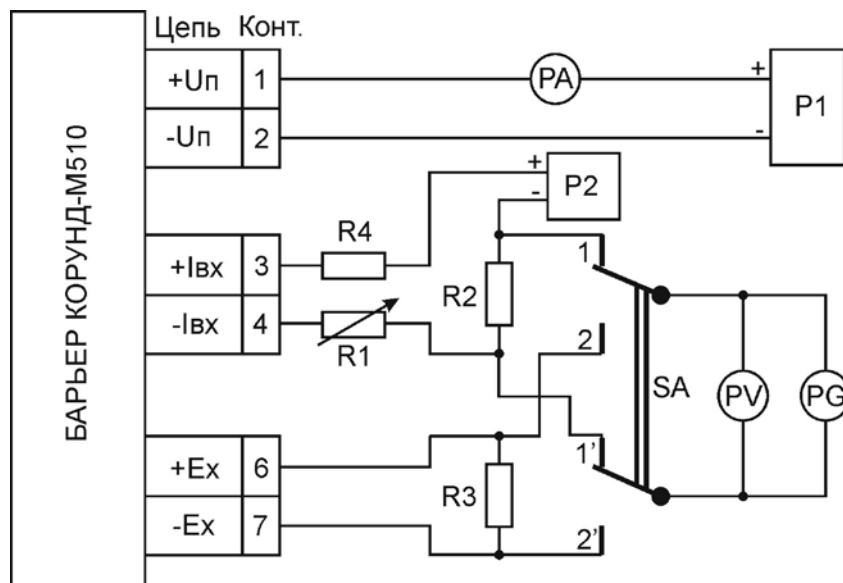 БАРЬЕР КОРУНД-М510
Цепь Конт.
+Uп 1
-Uп 2
+Iвх 3
-Iвх 4
+Ex 6
-Ex 7
PA
+
-
P1
+
-
P2
R4
R1
R2
R3
1
2
1’
2’
SA
PV
PG